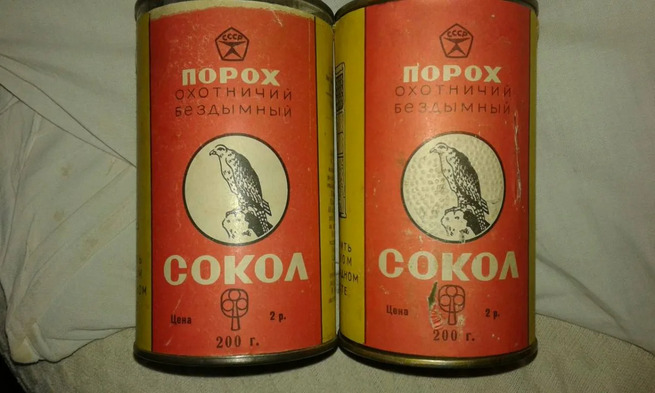 СССР
ПОРОХ
ОХОТНИЧИЙ
БЕЗДЫМНЫЙ
СОКОЛ
Цена 2 р.
200 г.
СССР
ПОРОХ
ОХОТНИЧИЙ
БЕЗДЫМНЫЙ
СОКОЛ
Цена 2 р.
200 г.